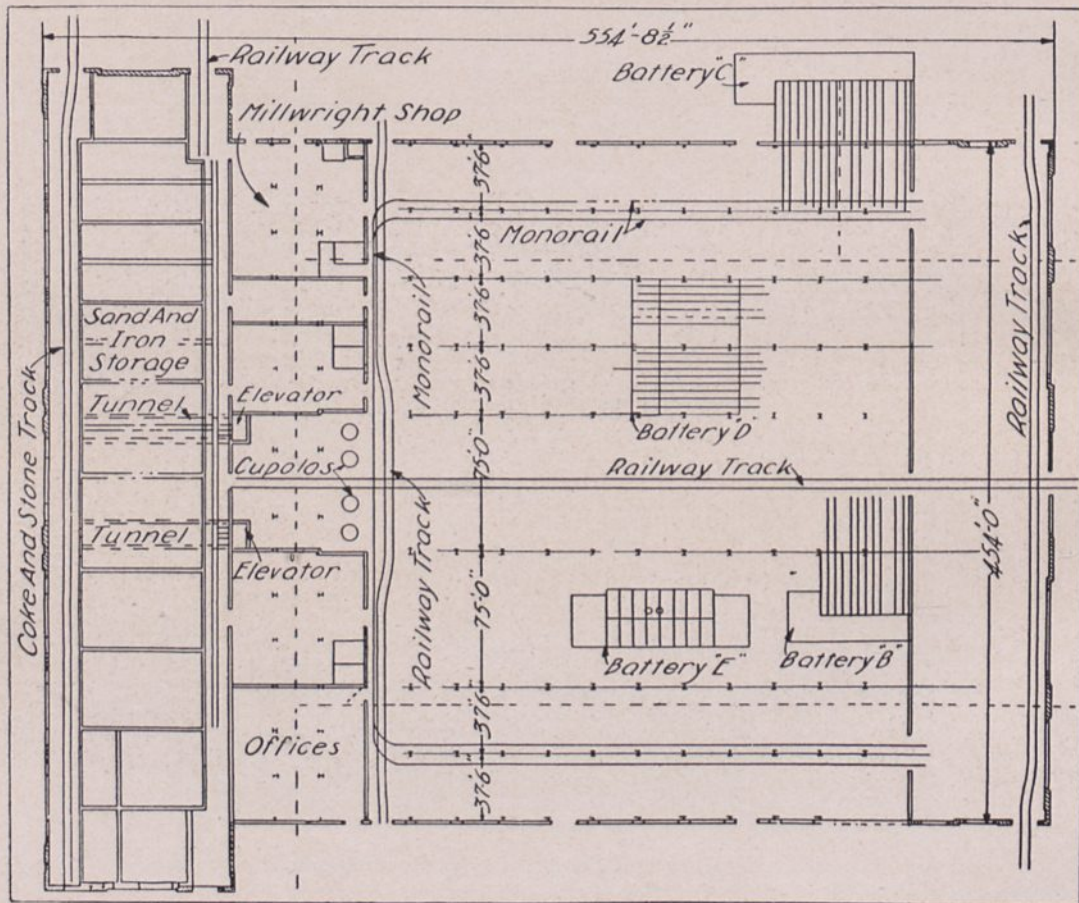 554'-8½"
Railway Track
Battery "C"
Millwright Shop
37'6"
37'6"
Monorail
37'6"
Monorail
37'6"
Railway Track
Sand And
Iron
Storage
Tunnel
Elevator
Battery "D"
75'0"
Cupolas
Railway Track
Coke And Stone Track
Tunnel
Elevator
Railway Track
75'0"
454'-0"
Battery "E"
Battery "B"
Offices
37'6"
37'6"